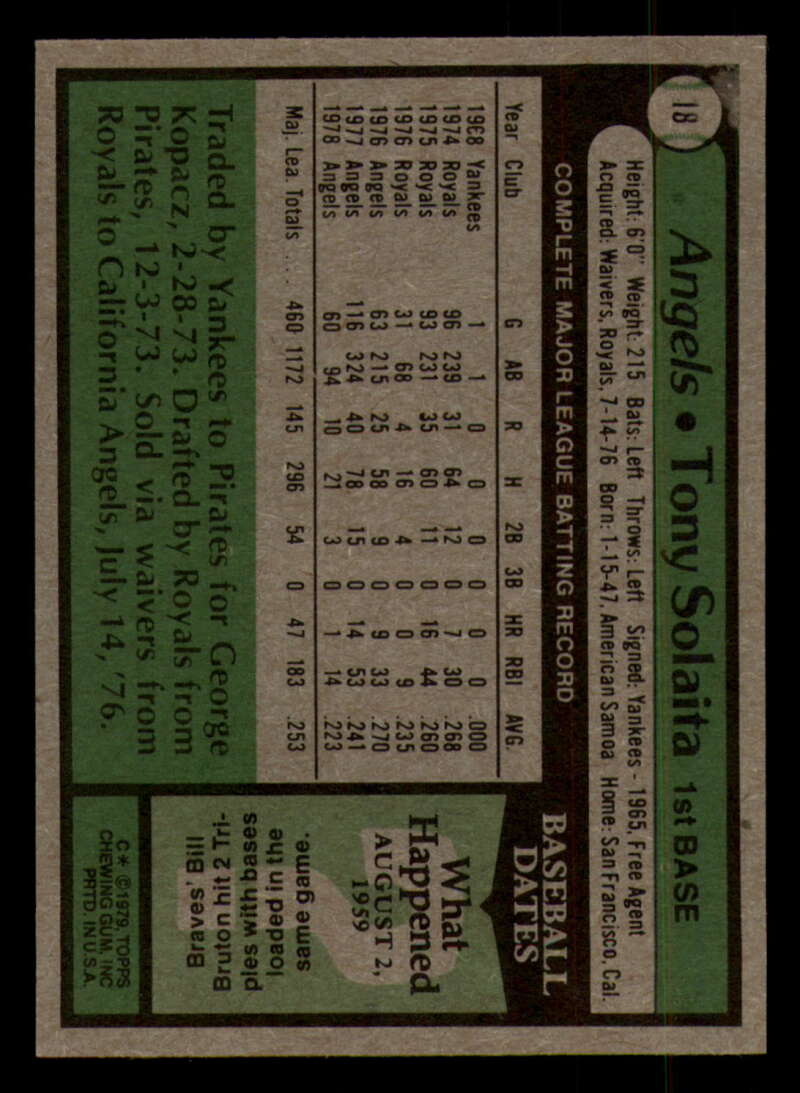 18
Angels • Tony Solaita 1st BASE
Height: 6'0" Weight: 215 Bats: Left Throws: Left Signed: Yankees - 1965, Free Agent
Acquired: Waivers, Royals, 7-14-76 Born: 1-15-47, American Samoa Home: San Francisco, Cal.
COMPLETE MAJOR LEAGUE BATTING RECORD
Year Club G AB R H 2B 3B HR RBI AVG.
1968 Yankees 1 1 0 0 0 0 0 0 .000
1974 Royals 96 239 31 64 12 0 7 30 .268
1975 Royals 93 231 35 60 11 0 16 44 .260
1976 Royals 31 68 4 16 4 0 0 9 .235
1976 Angels 63 215 25 58 9 0 9 33 .270
1977 Angels 116 324 40 78 15 0 14 53 .241
1978 Angels 60 94 10 21 3 0 1 14 .223
Maj. Lea. Totals .... 460 1172 145 296 54 0 47 183 .253
Traded by Yankees to Pirates for George
Kopacz, 2-28-73. Drafted by Royals from
Pirates, 12-3-73. Sold via waivers from
Royals to California Angels, July 14, '76.
BASEBALL
DATES
What
Happened
AUGUST 2,
1959
Braves' Bill
Bruton hit 2 Tri-
ples with bases
loaded in the
same game.
C* ©1979, TOPPS
CHEWING GUM, INC
PRTD. IN U.S.A.